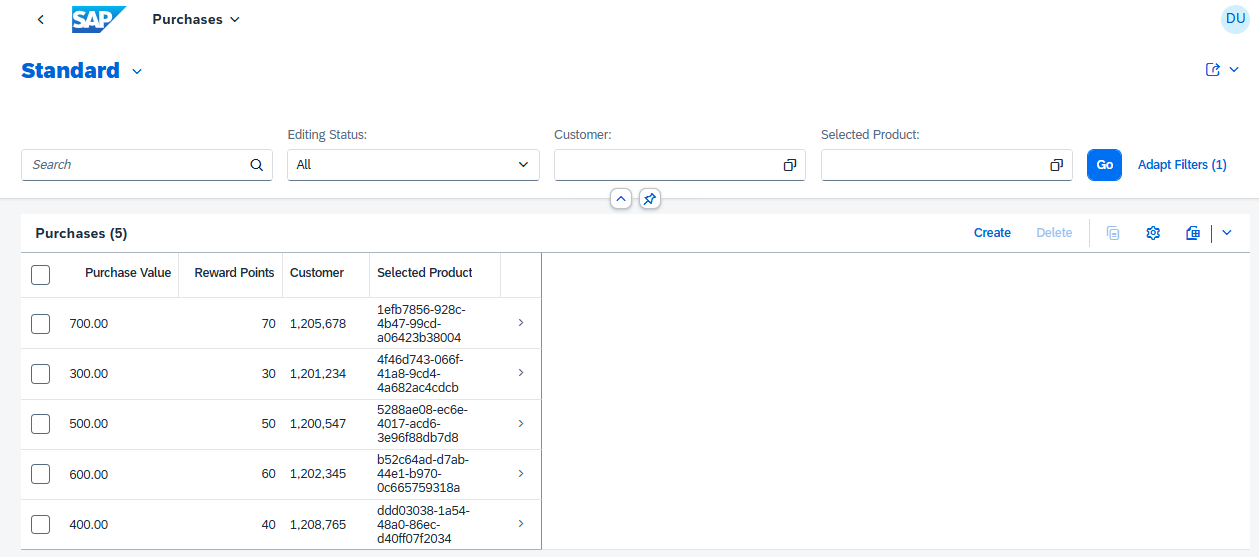 SAP Purchases
DU
Standard
Editing Status:
Customer:
Selected Product:
Search
All
Go
Adapt Filters (1)
Purchases (5)
Create
Delete
Purchase Value Reward Points Customer Selected Product
700.00 70 1,205,678 1efb7856-928c-
4b47-99cd-
a06423b38004
300.00 30 1,201,234 4f46d743-066f-
41a8-9cd4-
4a682ac4cdcb
500.00 50 1,200,547 5288ae08-ec6e-
4017-acd6-
3e96f88db7d8
600.00 60 1,202,345 b52c64ad-d7ab-
44e1-b970-
0c665759318a
400.00 40 1,208,765 ddd03038-1a54-
48a0-86ec-
d40ff07f2034